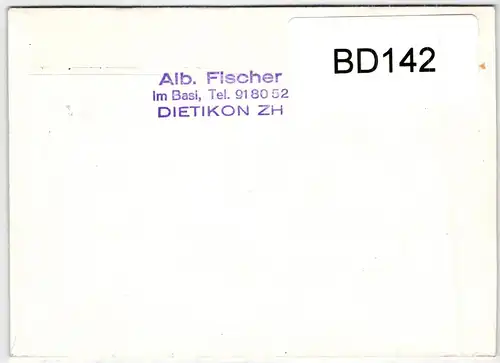 BD142
Alb. Fischer
Im Basi, Tel. 91 80 52
DIETIKON ZH